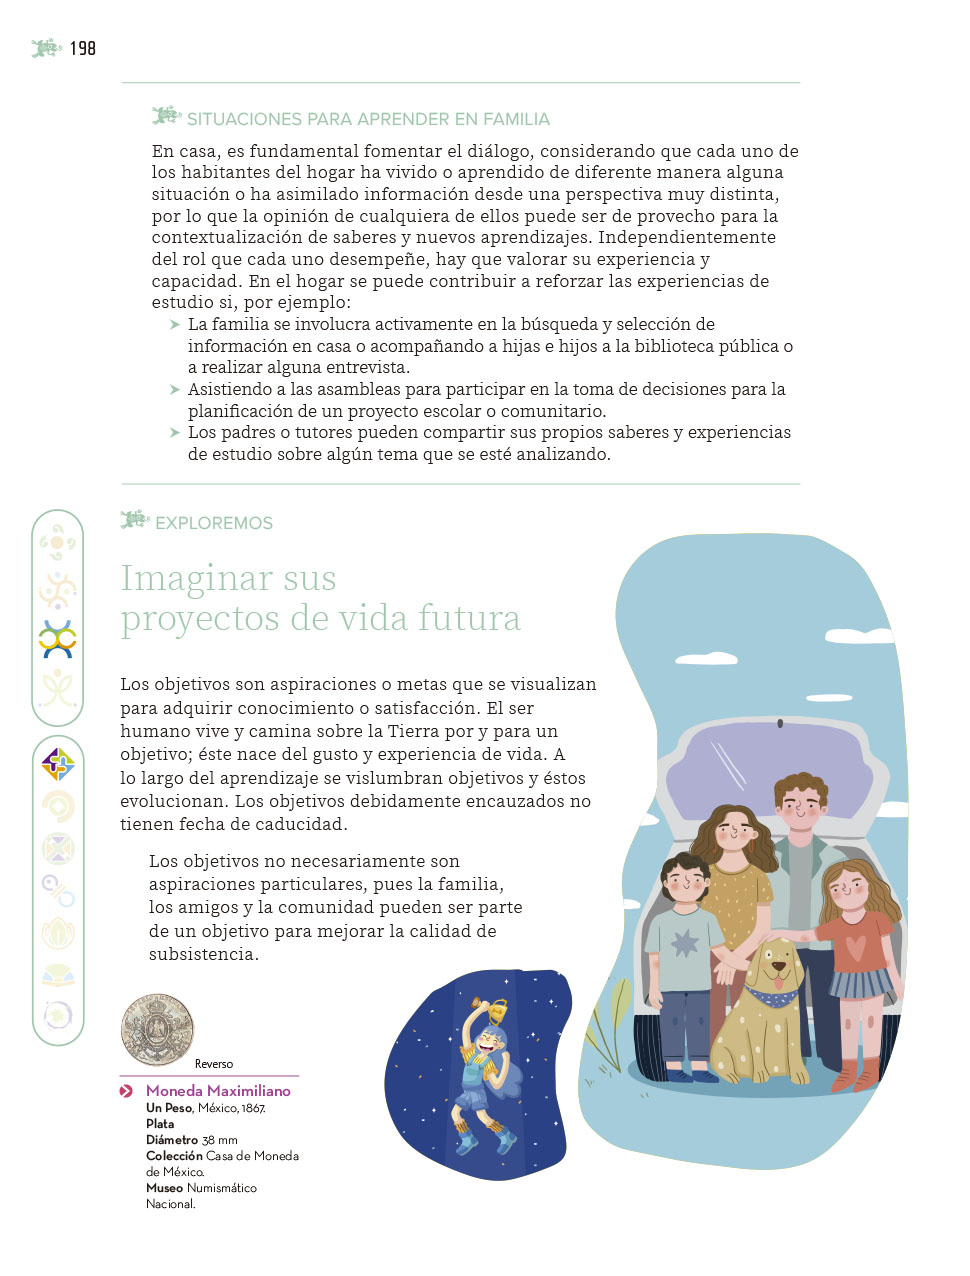 198
SITUACIONES PARA APRENDER EN FAMILIA
En casa, es fundamental fomentar el diálogo, considerando que cada uno de
los habitantes del hogar ha vivido o aprendido de diferente manera alguna
situación o ha asimilado información desde una perspectiva muy distinta,
por lo que la opinión de cualquiera de ellos puede ser de provecho para la
contextualización de saberes y nuevos aprendizajes. Independientemente
del rol que cada uno desempeñe, hay que valorar su experiencia y
capacidad. En el hogar se puede contribuir a reforzar las experiencias de
estudio si, por ejemplo:
➤ La familia se involucra activamente en la búsqueda y selección de
información en casa o acompañando a hijas e hijos a la biblioteca pública o
a realizar alguna entrevista.
➤ Asistiendo a las asambleas para participar en la toma de decisiones para la
planificación de un proyecto escolar o comunitario.
➤ Los padres o tutores pueden compartir sus propios saberes y experiencias
de estudio sobre algún tema que se esté analizando.
EXPLOREMOS
Imaginar sus
proyectos de vida futura
Los objetivos son aspiraciones o metas que se visualizan
para adquirir conocimiento o satisfacción. El ser
humano vive y camina sobre la Tierra por y para un
objetivo; éste nace del gusto y experiencia de vida. A
lo largo del aprendizaje se vislumbran objetivos y éstos
evolucionan. Los objetivos debidamente encauzados no
tienen fecha de caducidad.
Los objetivos no necesariamente son
aspiraciones particulares, pues la familia,
los amigos y la comunidad pueden ser parte
de un objetivo para mejorar la calidad de
subsistencia.
Reverso
Moneda Maximiliano
Un Peso, México, 1867.
Plata
Diámetro 38 mm
Colección Casa de Moneda
de México.
Museo Numismático
Nacional.